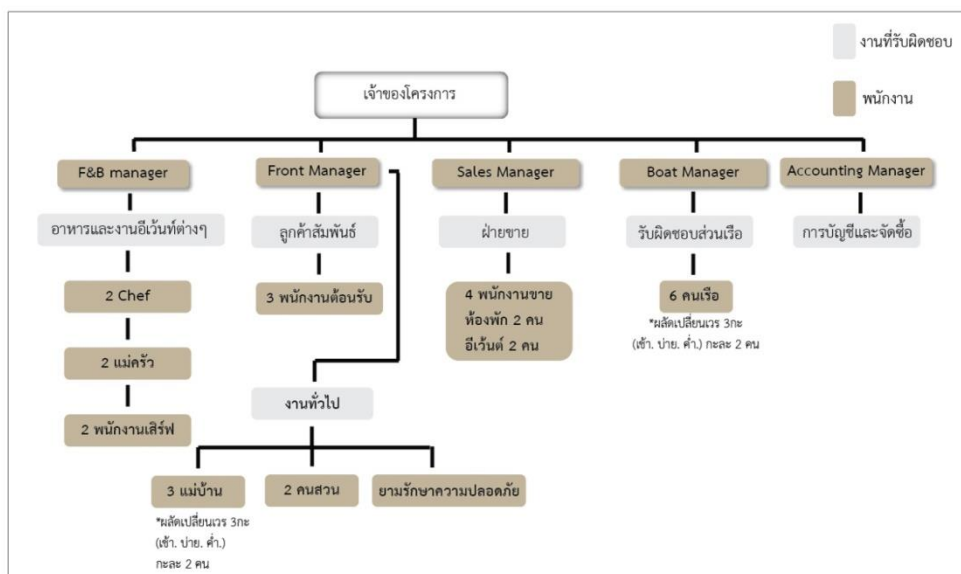 งานที่รับผิดชอบ
พนักงาน
เจ้าของโครงการ
F&B manager
Front Manager
Sales Manager
Boat Manager
Accounting Manager
อาหารและงานอีเว้นท์ต่างๆ
ลูกค้าสัมพันธ์
ฝ่ายขาย
รับผิดชอบส่วนเรือ
การบัญชีและจัดซื้อ
2 Chef
3 พนักงานต้อนรับ
4 พนักงานขาย
ห้องพัก 2 คน
อีเว้นต์ 2 คน
6 คนเรือ
*ผลัดเปลี่ยนเวร 3กะ
(เช้า. บ่าย. ค่ำ.) กะละ 2 คน
2 แม่ครัว
งานทั่วไป
2 พนักงานเสิร์ฟ
3 แม่บ้าน
2 คนสวน
ยามรักษาความปลอดภัย
*ผลัดเปลี่ยนเวร 3กะ
(เช้า. บ่าย. ค่ำ.)
กะละ 2 คน